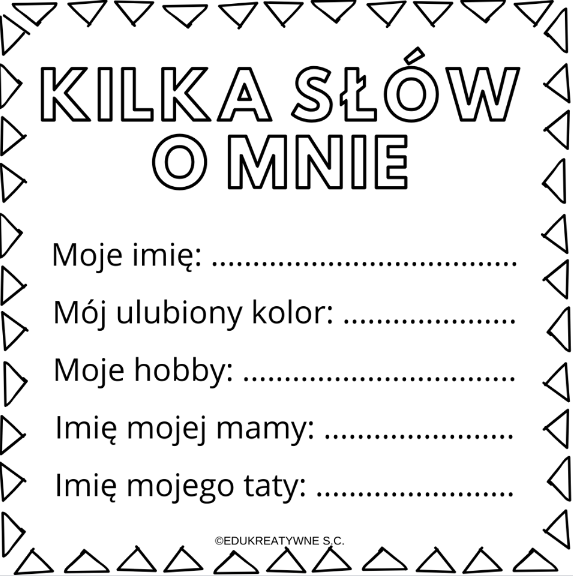 KILKA SŁÓW
O MNIE
Moje imię: .....................................
Mój ulubiony kolor: .....................
Moje hobby: .................................
Imię mojej mamy: .......................
Imię mojego taty: ........................
©EDUKREATYWNE S.C.